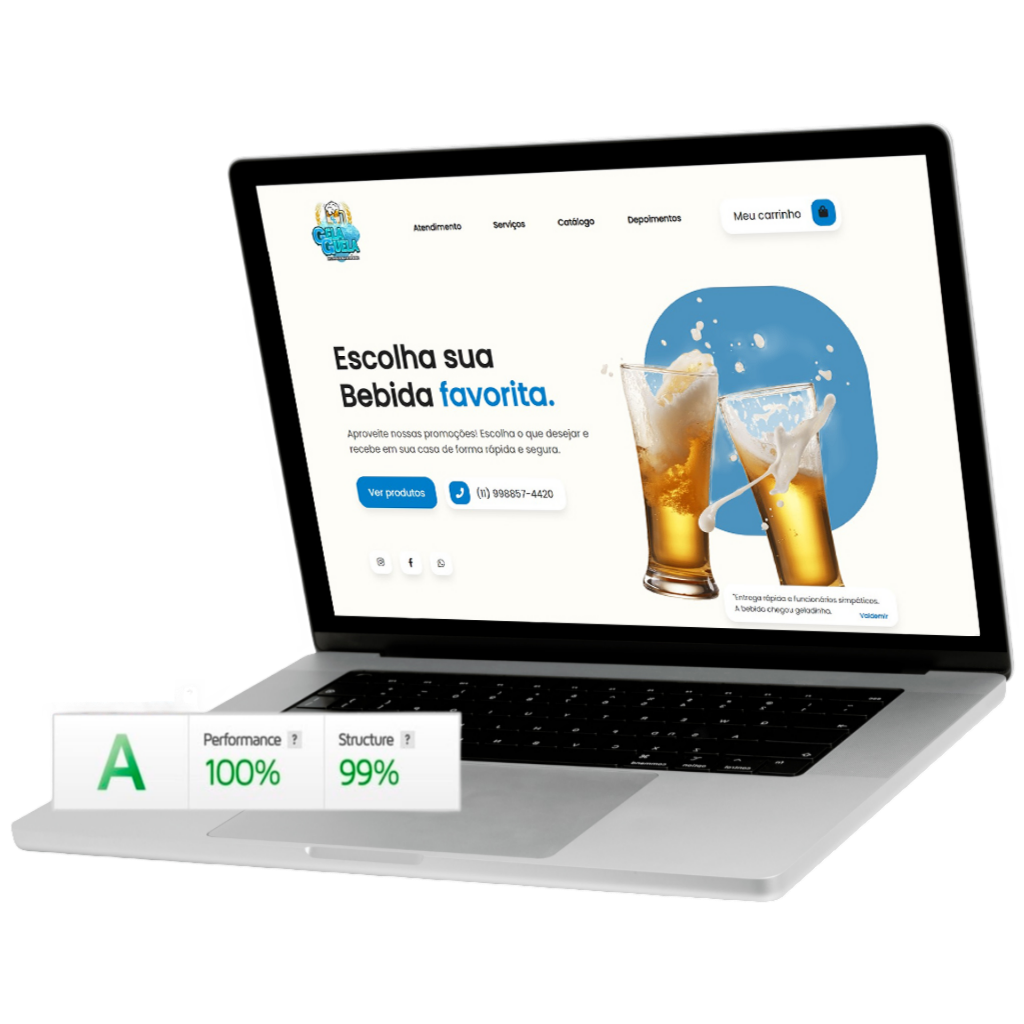 GELA GUELA
Atendimento
Serviços
Catálogo
Depoimentos
Meu carrinho
Escolha sua
Bebida favorita.
Aproveite nossas promoções! Escolha o que desejar e
recebe em sua casa de forma rápida e segura.
Ver produtos
(11) 998857-4420
"Entrega rápida e funcionários simpáticos.
A bebida chegou geladinha.
Valdemir
A
Performance ?
100%
Structure ?
99%